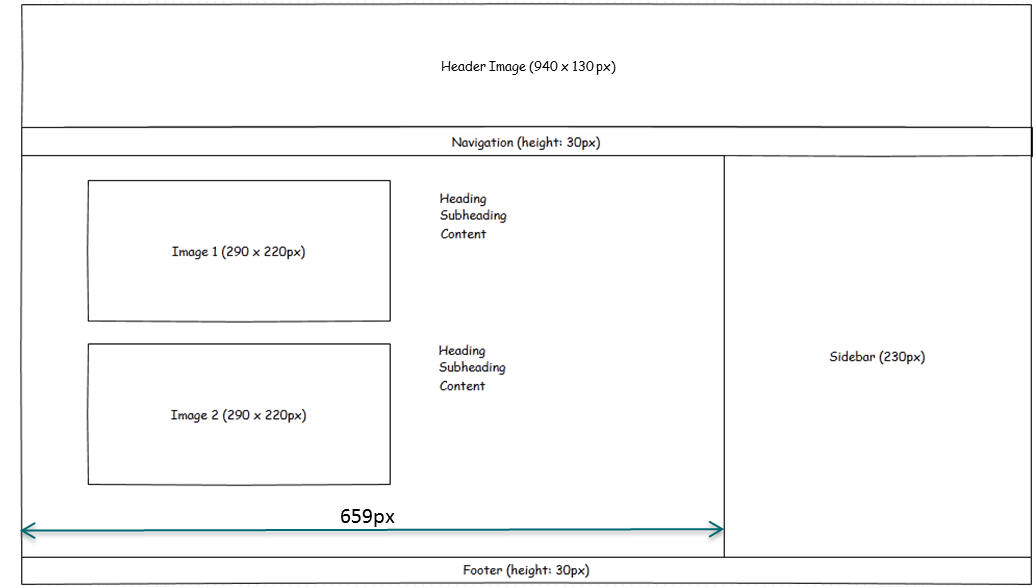 Header Image (940 x 130 px)
Navigation (height: 30px)
Image 1 (290 x 220px)
Heading
Subheading
Content
Image 2 (290 x 220px)
Heading
Subheading
Content
Sidebar (230px)
659px
Footer (height: 30px)